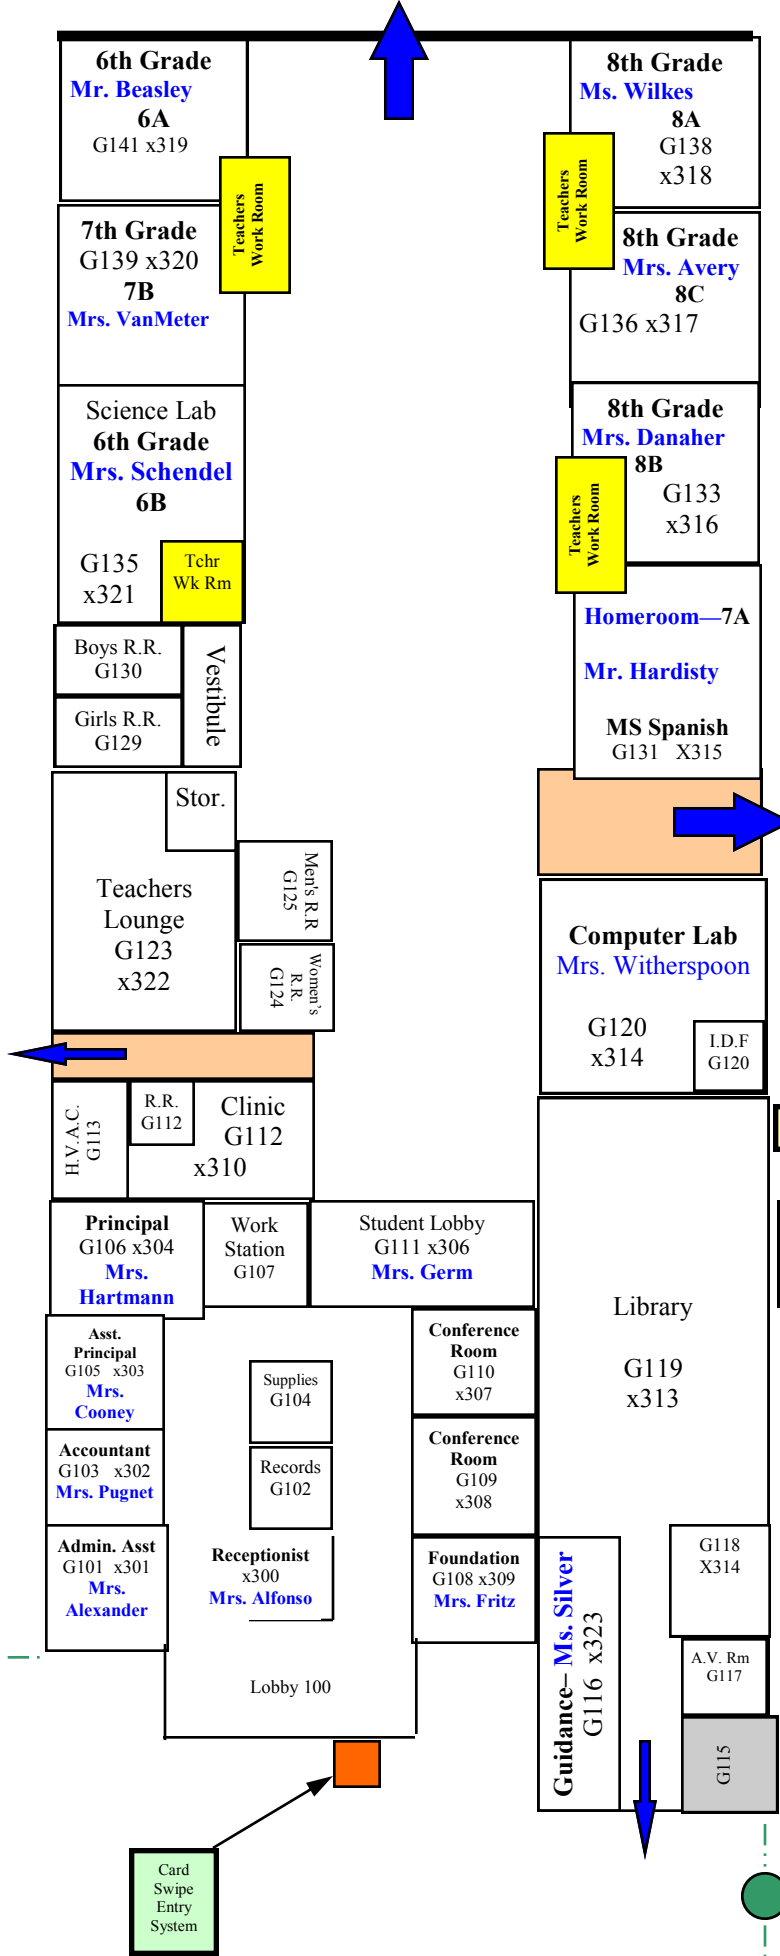 6th Grade
Mr. Beasley
6A
G141 x319
Teachers
Work Room
7th Grade
G139 x320
7B
Mrs. VanMeter
Science Lab
6th Grade
Mrs. Schendel
6B
G135
x321
Tchr
Wk Rm
Boys R.R.
G130
Girls R.R.
G129
Vestibule
Stor.
Teachers
Lounge
G123
x322
Men's R.R
G125
Women's
R.R.
G124
H.V.A.C.
G113
R.R.
G112
Clinic
G112
x310
Principal
G106 x304
Mrs.
Hartmann
Work
Station
G107
Student Lobby
G111 x306
Mrs. Germ
Asst.
Principal
G105 x303
Mrs.
Cooney
Accountant
G103 x302
Mrs. Pugnet
Admin. Asst
G101 x301
Mrs.
Alexander
Supplies
G104
Records
G102
Receptionist
x300
Mrs. Alfonso
Lobby 100
Conference
Room
G110
x307
Conference
Room
G109
x308
Foundation
G108 x309
Mrs. Fritz
Card
Swipe
Entry
System
8th Grade
Ms. Wilkes
8A
G138
x318
Teachers
Work Room
8th Grade
Mrs. Avery
8C
G136 x317
8th Grade
Mrs. Danaher
8B
G133
x316
Teachers
Work Room
Homeroom—7A
Mr. Hardisty
MS Spanish
G131 X315
Computer Lab
Mrs. Witherspoon
G120
x314
I.D.F
G120
Library
G119
x313
G118
X314
A.V. Rm
G117
G115
Guidance– Ms. Silver
G116 x323